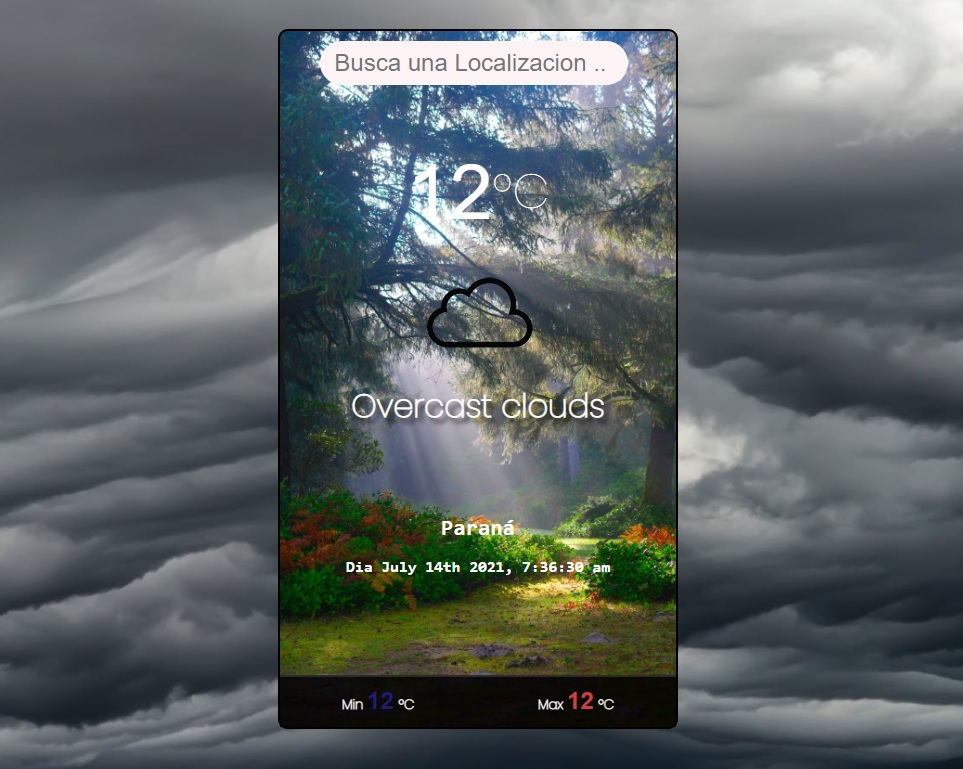 Busca una Localizacion ..
12°C
Overcast clouds
Paraná
Dia July 14th 2021, 7:36:30 am
Min 12 °C
Max 12 °C